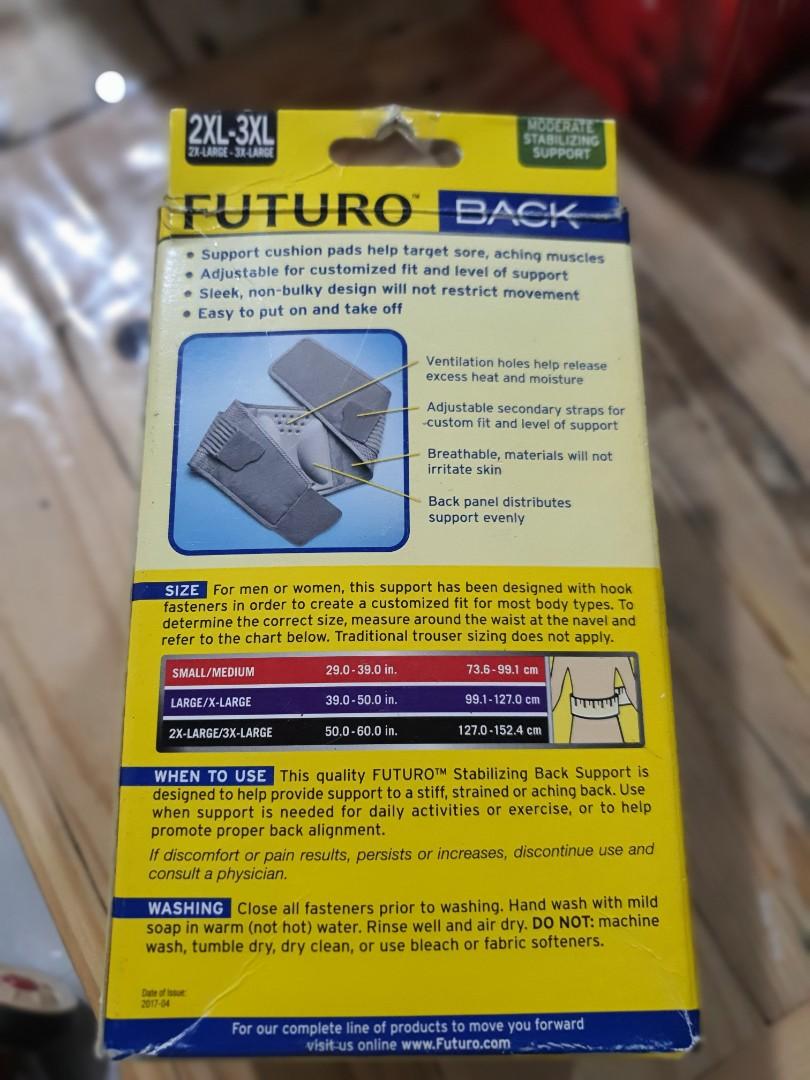 2XL-3XL
2X-LARGE - 3X-LARGE
MODERATE
STABILIZING
SUPPORT
FUTURO™ BACK
• Support cushion pads help target sore, aching muscles
• Adjustable for customized fit and level of support
• Sleek, non-bulky design will not restrict movement
• Easy to put on and take off
Ventilation holes help release
excess heat and moisture
Adjustable secondary straps for
custom fit and level of support
Breathable, materials will not
irritate skin
Back panel distributes
support evenly
SIZE For men or women, this support has been designed with hook
fasteners in order to create a customized fit for most body types. To
determine the correct size, measure around the waist at the navel and
refer to the chart below. Traditional trouser sizing does not apply.
SMALL/MEDIUM 29.0-39.0 in. 73.6-99.1 cm
LARGE/X-LARGE 39.0-50.0 in. 99.1-127.0 cm
2X-LARGE/3X-LARGE 50.0-60.0 in. 127.0-152.4 cm
WHEN TO USE This quality FUTURO™ Stabilizing Back Support is
designed to help provide support to a stiff, strained or aching back. Use
when support is needed for daily activities or exercise, or to help
promote proper back alignment.
If discomfort or pain results, persists or increases, discontinue use and
consult a physician.
WASHING Close all fasteners prior to washing. Hand wash with mild
soap in warm (not hot) water. Rinse well and air dry. DO NOT: machine
wash, tumble dry, dry clean, or use bleach or fabric softeners.
Date of Issue:
2017-04
For our complete line of products to move you forward
visit us online www.Futuro.com